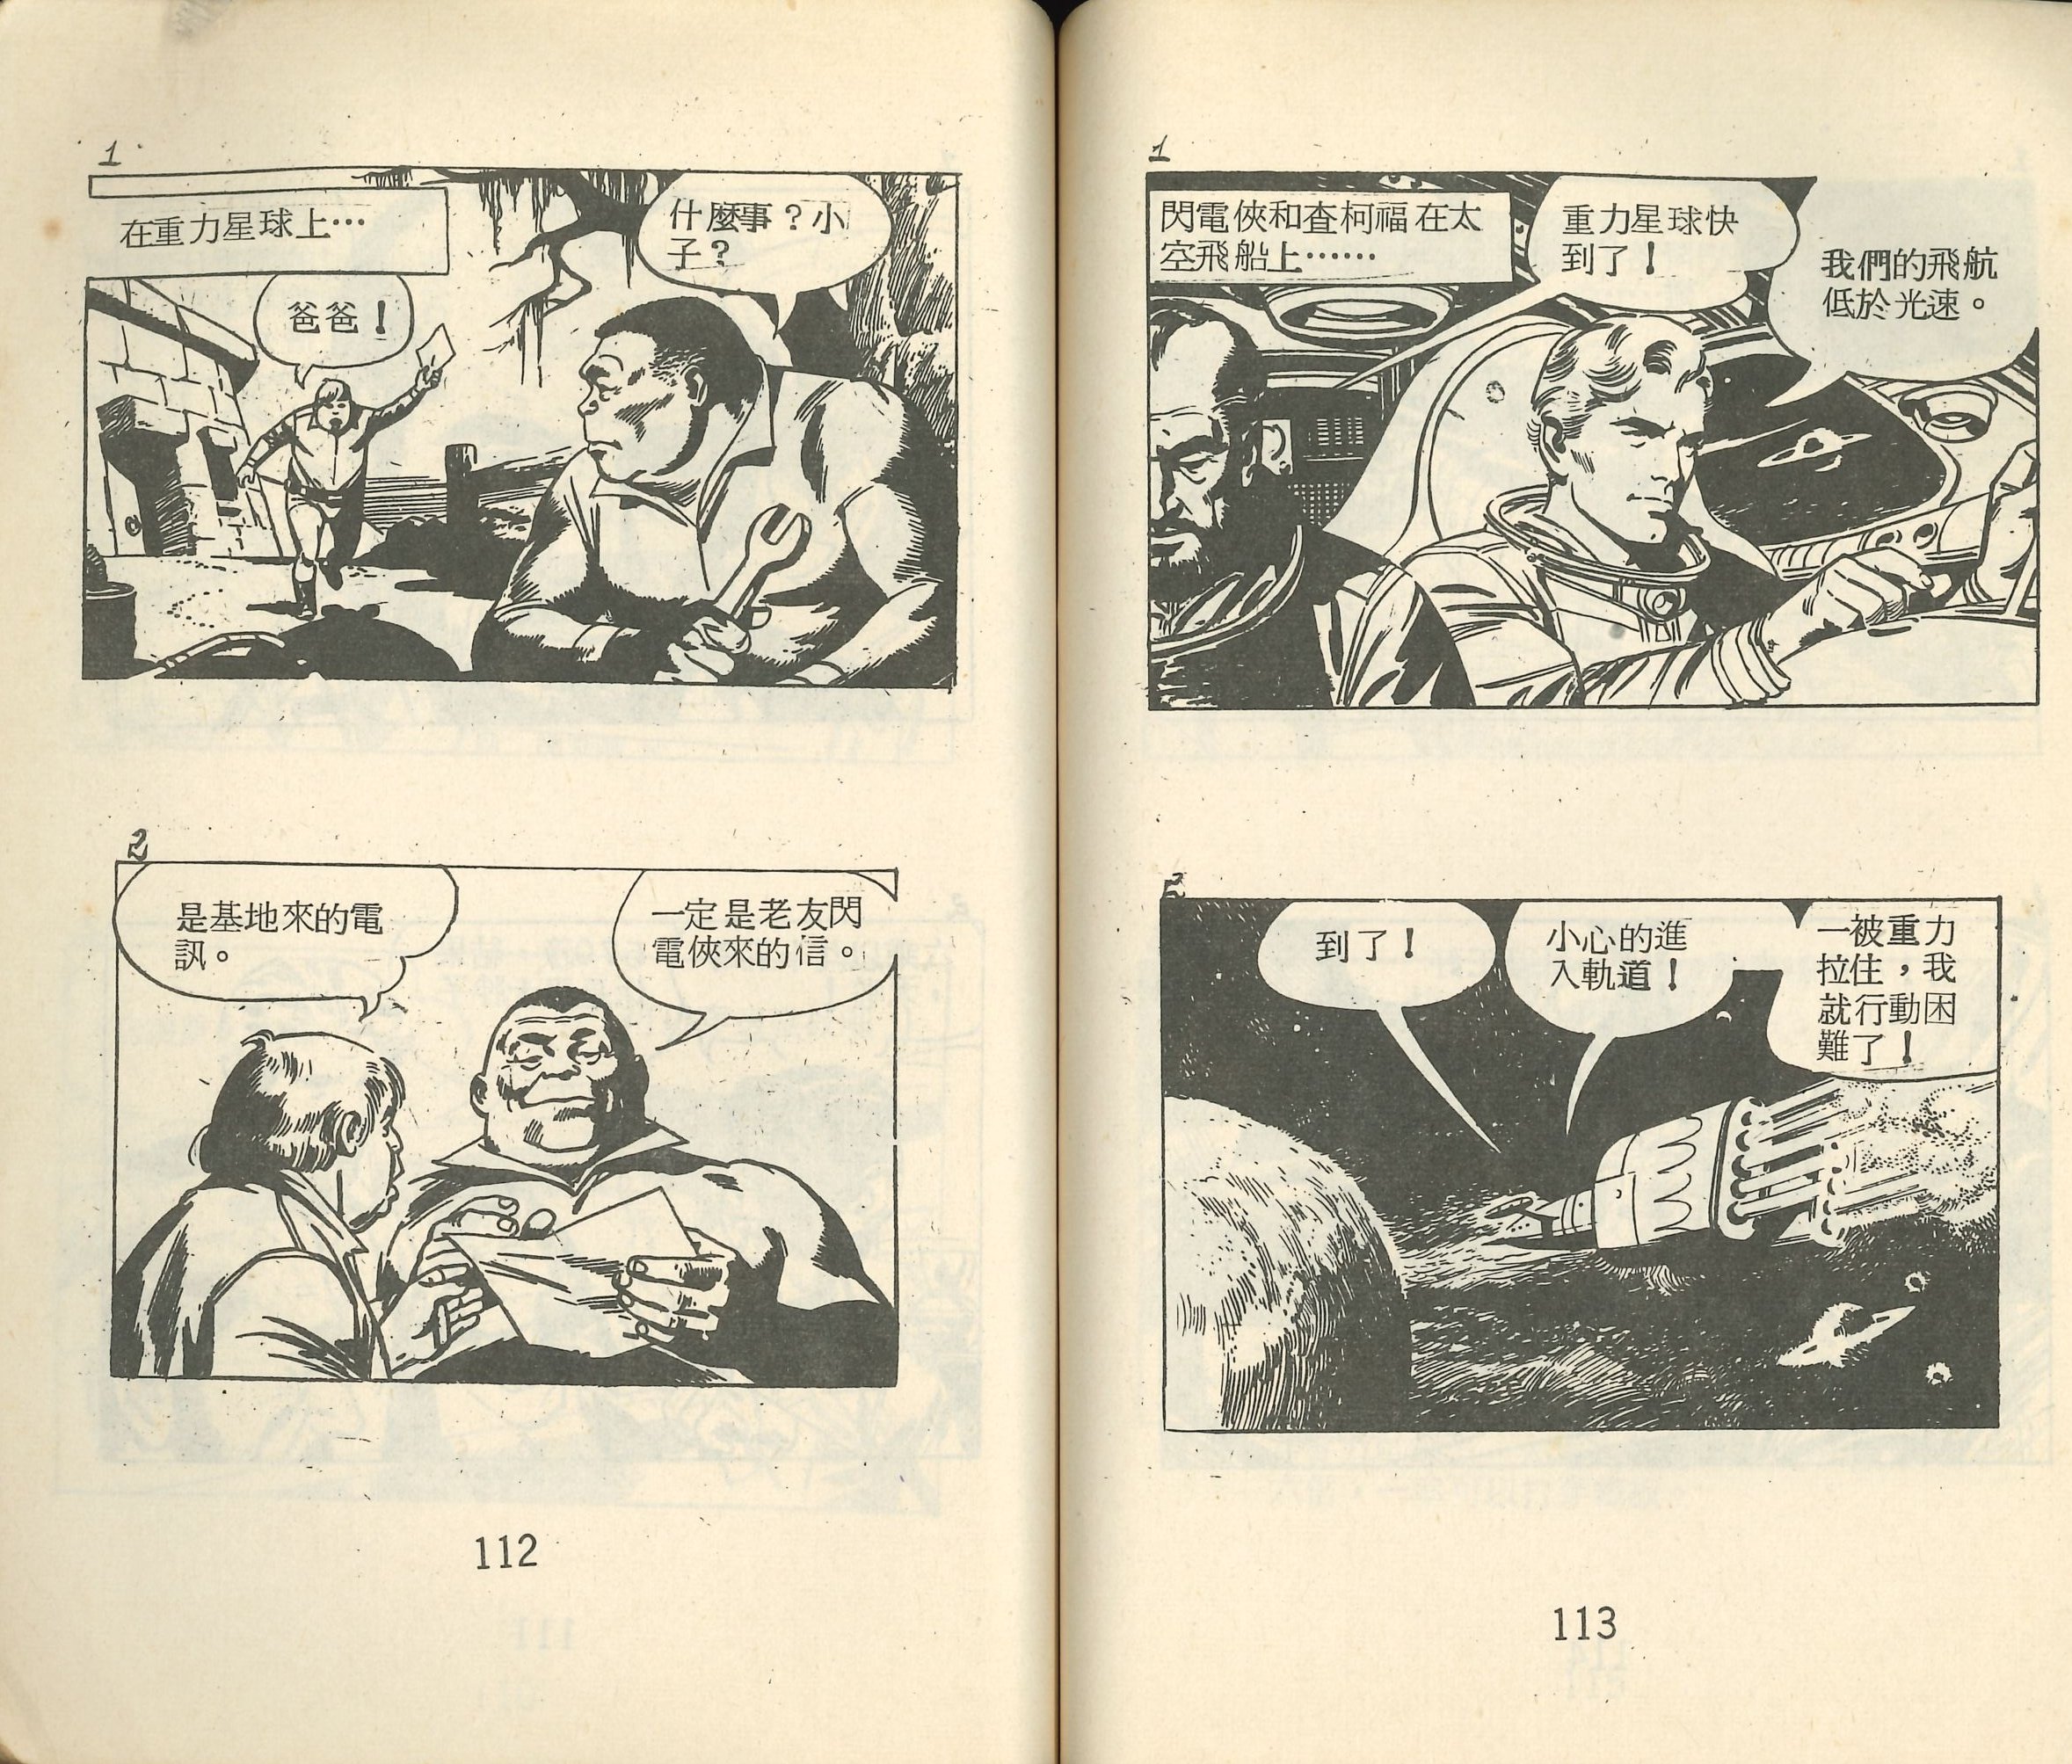 1
在重力星球上…
爸爸！
什麼事？小
子？
2
是基地來的電
訊。
一定是老友閃
電俠來的信。
112
1
閃電俠和查柯福在太
空飛船上……
重力星球快
到了！
我們的飛航
低於光速。
2
到了！
小心的進
入軌道！
一被重力
拉住，我
就行動困
難了！
113